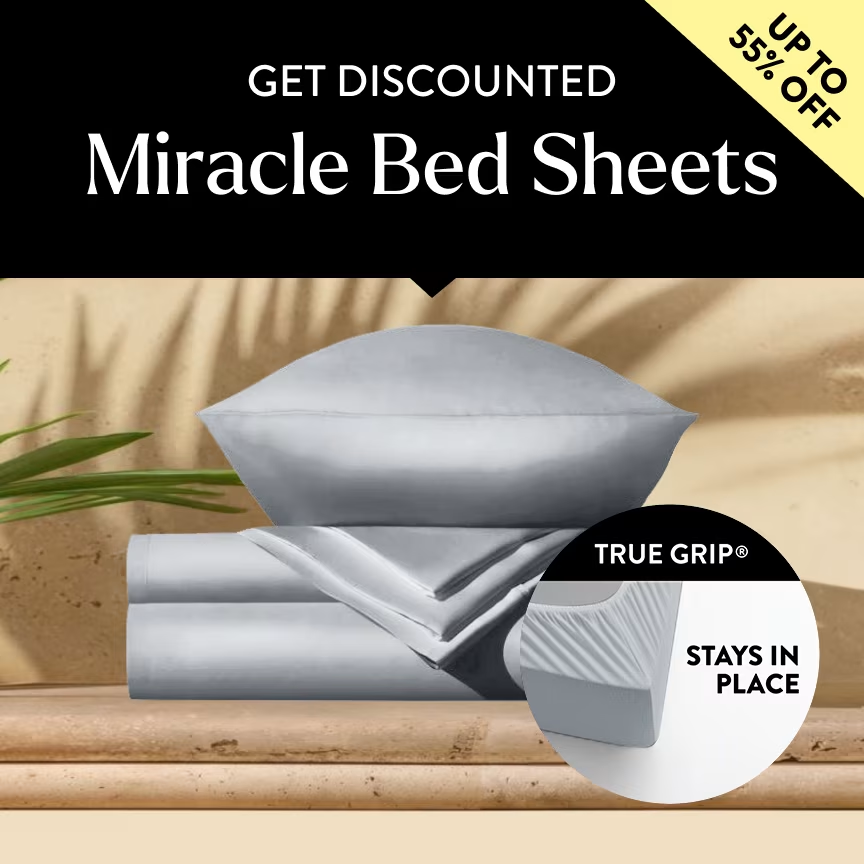 GET DISCOUNTED
Miracle Bed Sheets
UP TO
55% OFF
TRUE GRIP®
STAYS IN
PLACE